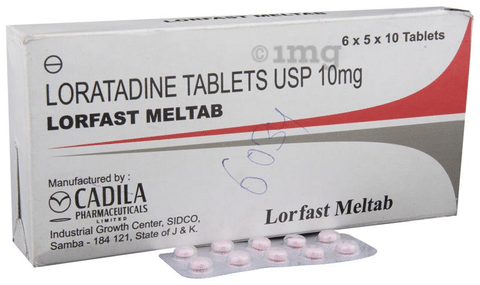 1mg
6 x 5 x 10 Tablets
LORATADINE TABLETS USP 10mg
LORFAST MELTAB
6051
Manufactured by :
CADILA
PHARMACEUTICALS
LIMITED
Industrial Growth Center, SIDCO,
Samba - 184 121, State of J & K.
Lorfast Meltab